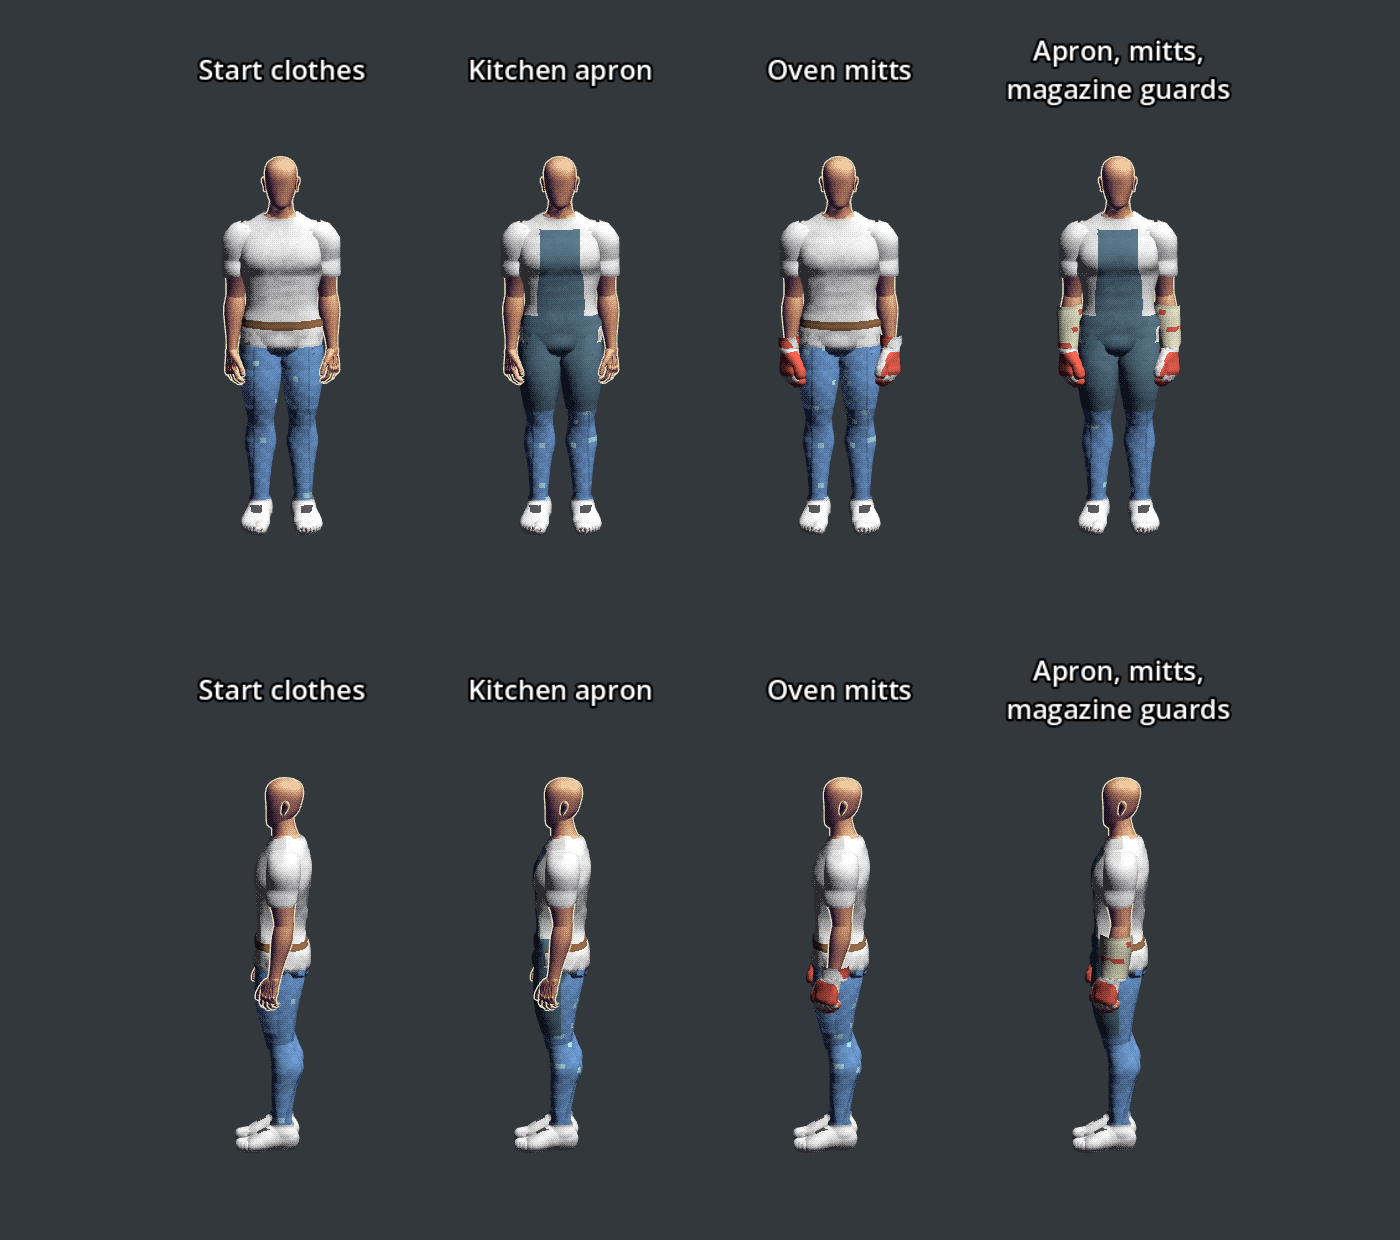 Start clothes
Kitchen apron
Oven mitts
Apron, mitts,
magazine guards
Start clothes
Kitchen apron
Oven mitts
Apron, mitts,
magazine guards